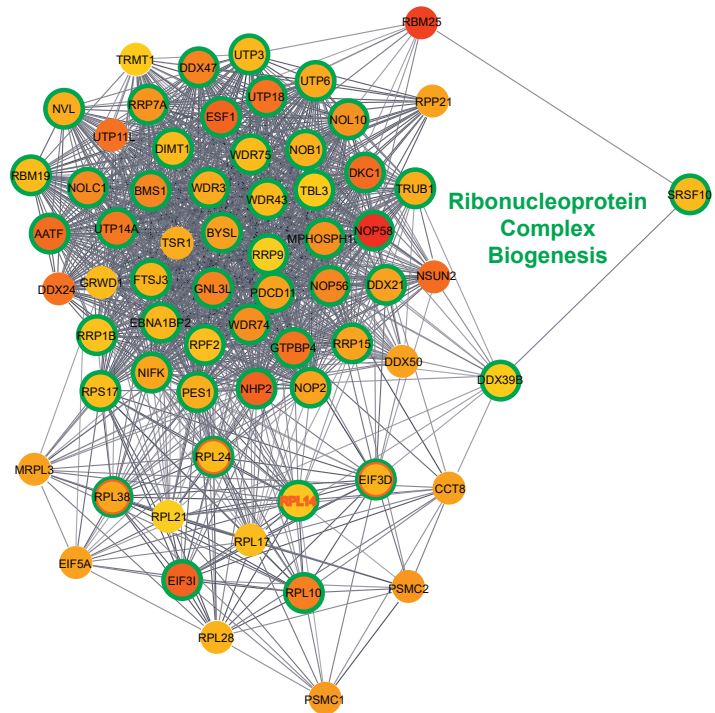 RBM25
UTP3
TRMT1
DDX47
UTP6
UTP18
RPP21
NVL
RRP7A
ESF1
NOL10
UTP11L
DIMT1
WDR75
NOB1
RBM19
NOLC1
BMS1
WDR3
WDR43
TBL3
DKC1
TRUB1
SRSF10
Ribonucleoprotein
Complex
Biogenesis
AATF
UTP14A
TSR1
BYSL
RRP9
MPHOSPH1
NOP58
DDX24
GRWD1
FTSJ3
GNL3L
PDCD11
NOP56
DDX21
NSUN2
RRP1B
EBNA1BP2
RPF2
WDR74
GTPBP4
RRP15
DDX50
DDX39B
RPS17
NIFK
PES1
NHP2
NOP2
MRPL3
RPL24
RPL38
RPL21
RPL14
EIF3D
CCT8
EIF5A
RPL17
EIF3I
RPL10
PSMC2
RPL28
PSMC1